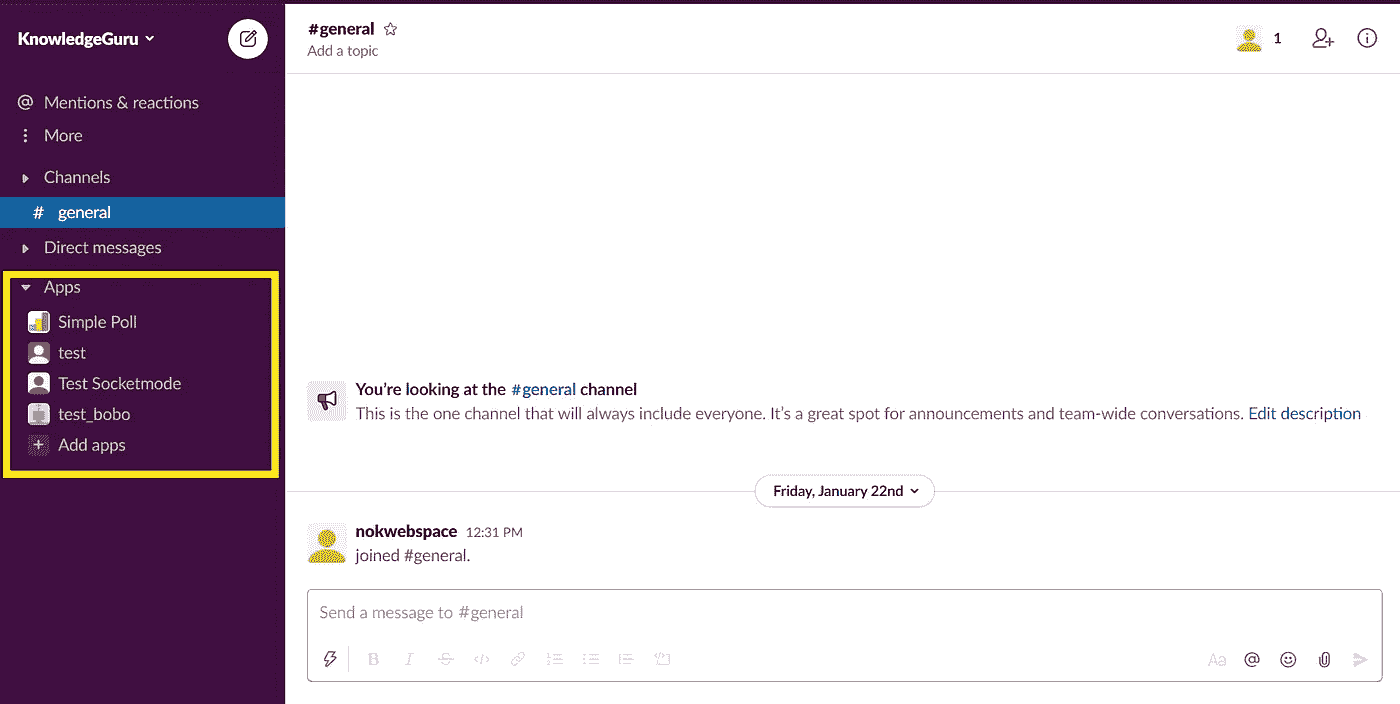 KnowledgeGuru
Mentions & reactions
More
Channels
# general
Direct messages
Apps
Simple Poll
test
Test Socketmode
test_bobo
+ Add apps
#general
Add a topic
1
You're looking at the #general channel
This is the one channel that will always include everyone. It's a great spot for announcements and team-wide conversations. Edit description
Friday, January 22nd
nokwebspace 12:31 PM
joined #general.
Send a message to #general
B I S </> Aa @